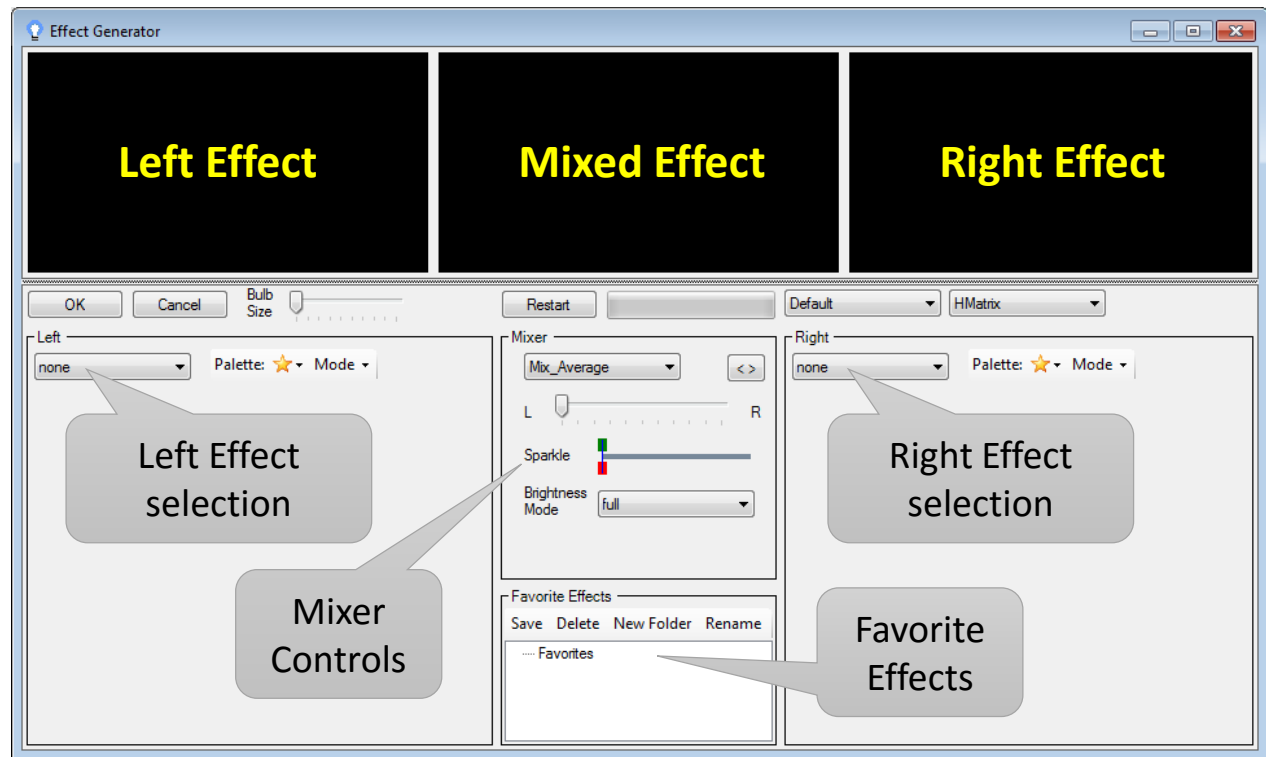 Effect Generator
Left Effect
Mixed Effect
Right Effect
OK
Cancel
Bulb
Size
Restart
Default
HMatrix
Left
none
Palette:
Mode
Left Effect
selection
Mixer
Mix_Average
< >
L
R
Sparkle
Brightness
Mode
full
Mixer
Controls
Right
none
Palette:
Mode
Right Effect
selection
Favorite Effects
Save Delete New Folder Rename
Favorites
Favorite
Effects